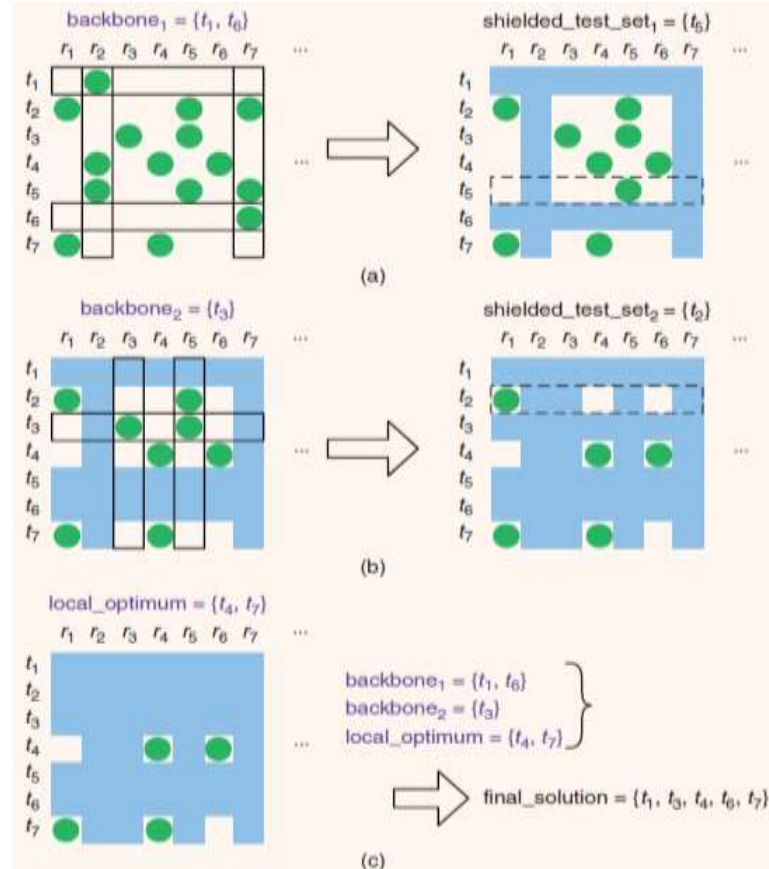 backbone₁ = {t₁, t₆}
r₁ r₂ r₃ r₄ r₅ r₆ r₇ ...
t₁
t₂
t₃
t₄ ...
t₅
t₆
t₇
shielded_test_set₁ = {t₅}
r₁ r₂ r₃ r₄ r₅ r₆ r₇ ...
t₁
t₂
t₃
t₄ ...
t₅
t₆
t₇
(a)
backbone₂ = {t₃}
r₁ r₂ r₃ r₄ r₅ r₆ r₇ ...
t₁
t₂
t₃
t₄ ...
t₅
t₆
t₇
shielded_test_set₂ = {t₂}
r₁ r₂ r₃ r₄ r₅ r₆ r₇ ...
t₁
t₂
t₃
t₄ ...
t₅
t₆
t₇
(b)
local_optimum = {t₄, t₇}
r₁ r₂ r₃ r₄ r₅ r₆ r₇ ...
t₁
t₂
t₃
t₄ ...
t₅
t₆
t₇
backbone₁ = {t₁, t₆}
backbone₂ = {t₃}
local_optimum = {t₄, t₇}
final_solution = {t₁, t₃, t₄, t₆, t₇}
(c)